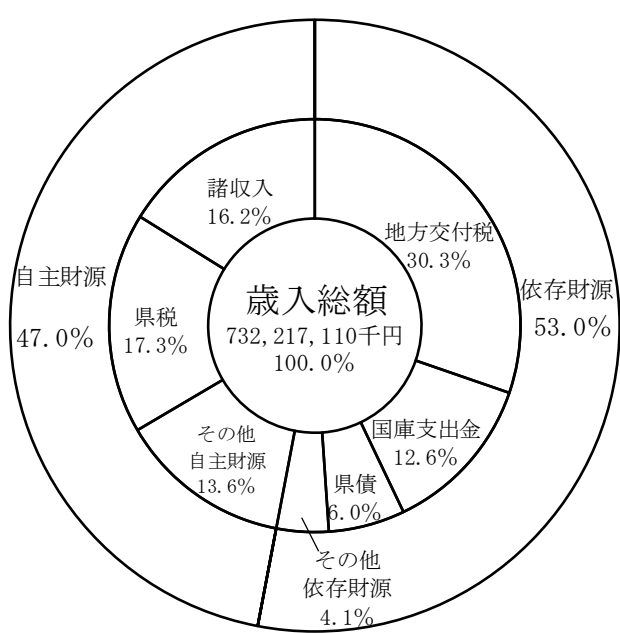 歳入総額
732,217,110千円
100.0%
依存財源
53.0%
地方交付税
30.3%
国庫支出金
12.6%
県債
6.0%
その他
依存財源
4.1%
自主財源
47.0%
諸収入
16.2%
県税
17.3%
その他
自主財源
13.6%